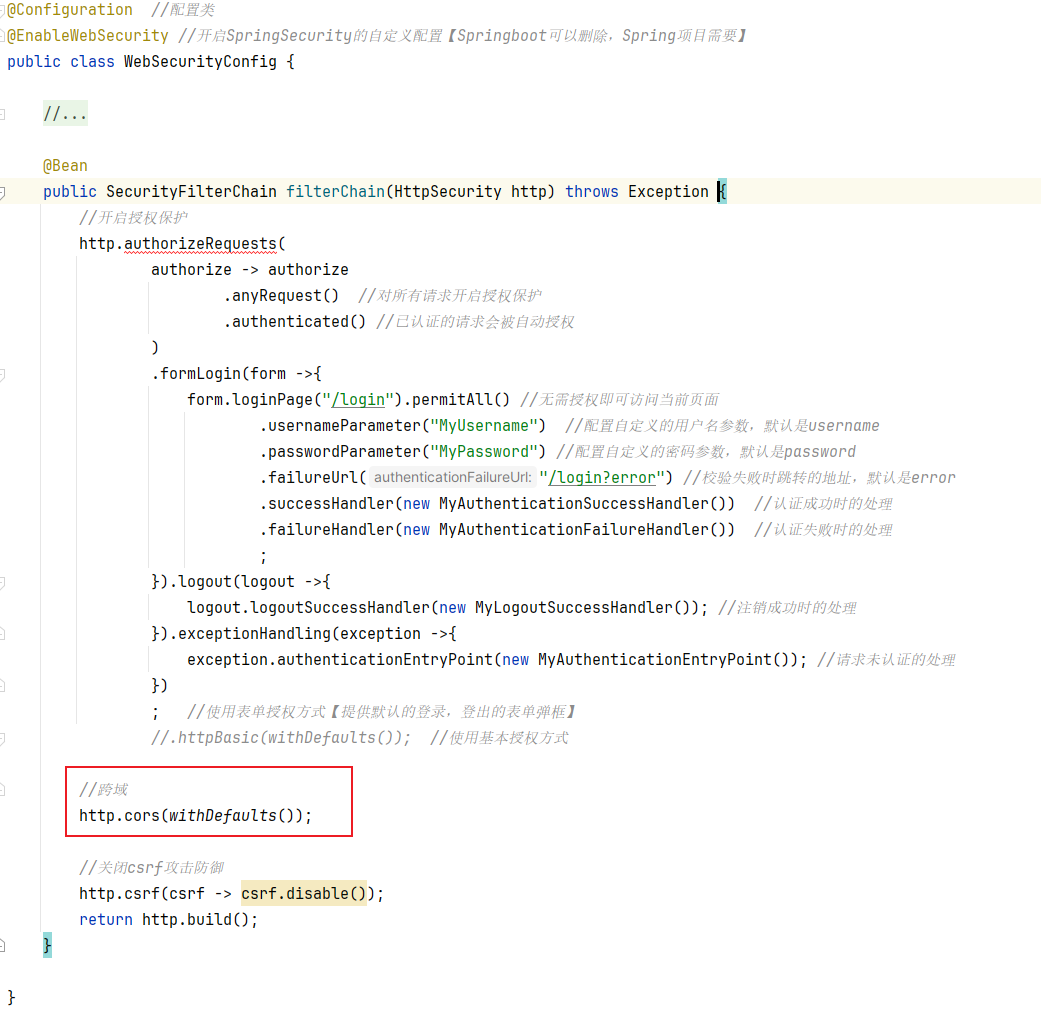 @Configuration  //配置类
@EnableWebSecurity //开启SpringSecurity的自定义配置【Springboot可以删除，Spring项目需要】
public class WebSecurityConfig {
//...
@Bean
public SecurityFilterChain filterChain(HttpSecurity http) throws Exception {
//开启授权保护
http.authorizeRequests(
authorize -> authorize
.anyRequest()  //对所有请求开启授权保护
.authenticated() //已认证的请求会被自动授权
)
.formLogin(form ->{
form.loginPage("/login").permitAll() //无需授权即可访问当前页面
.usernameParameter("MyUsername")  //配置自定义的用户名参数，默认是username
.passwordParameter("MyPassword") //配置自定义的密码参数，默认是password
.failureUrl( authenticationFailureUrl: "/login?error") //校验失败时跳转的地址，默认是error
.successHandler(new MyAuthenticationSuccessHandler())  //认证成功时的处理
.failureHandler(new MyAuthenticationFailureHandler())  //认证失败时的处理
;
}).logout(logout ->{
logout.logoutSuccessHandler(new MyLogoutSuccessHandler()); //注销成功时的处理
}).exceptionHandling(exception ->{
exception.authenticationEntryPoint(new MyAuthenticationEntryPoint()); //请求未认证的处理
})
;   //使用表单授权方式【提供默认的登录，登出的表单弹框】
//.httpBasic(withDefaults());  //使用基本授权方式
//跨域
http.cors(withDefaults());
//关闭csrf攻击防御
http.csrf(csrf -> csrf.disable());
return http.build();
}
}